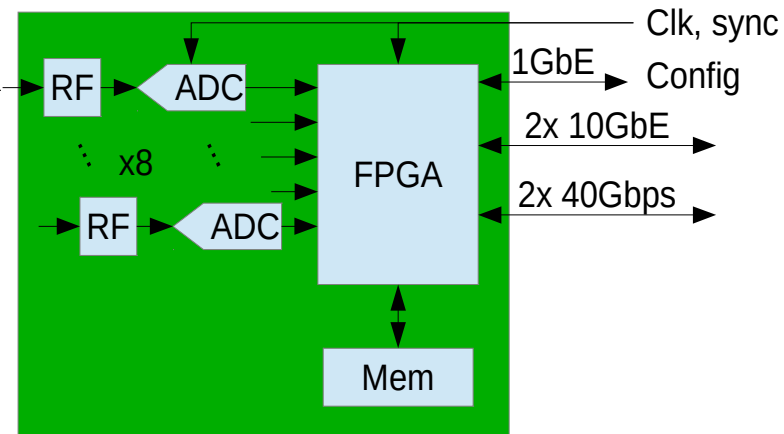 Clk, sync
RF
ADC
1GbE
Config
x8
2x 10GbE
FPGA
2x 40Gbps
RF
ADC
Mem